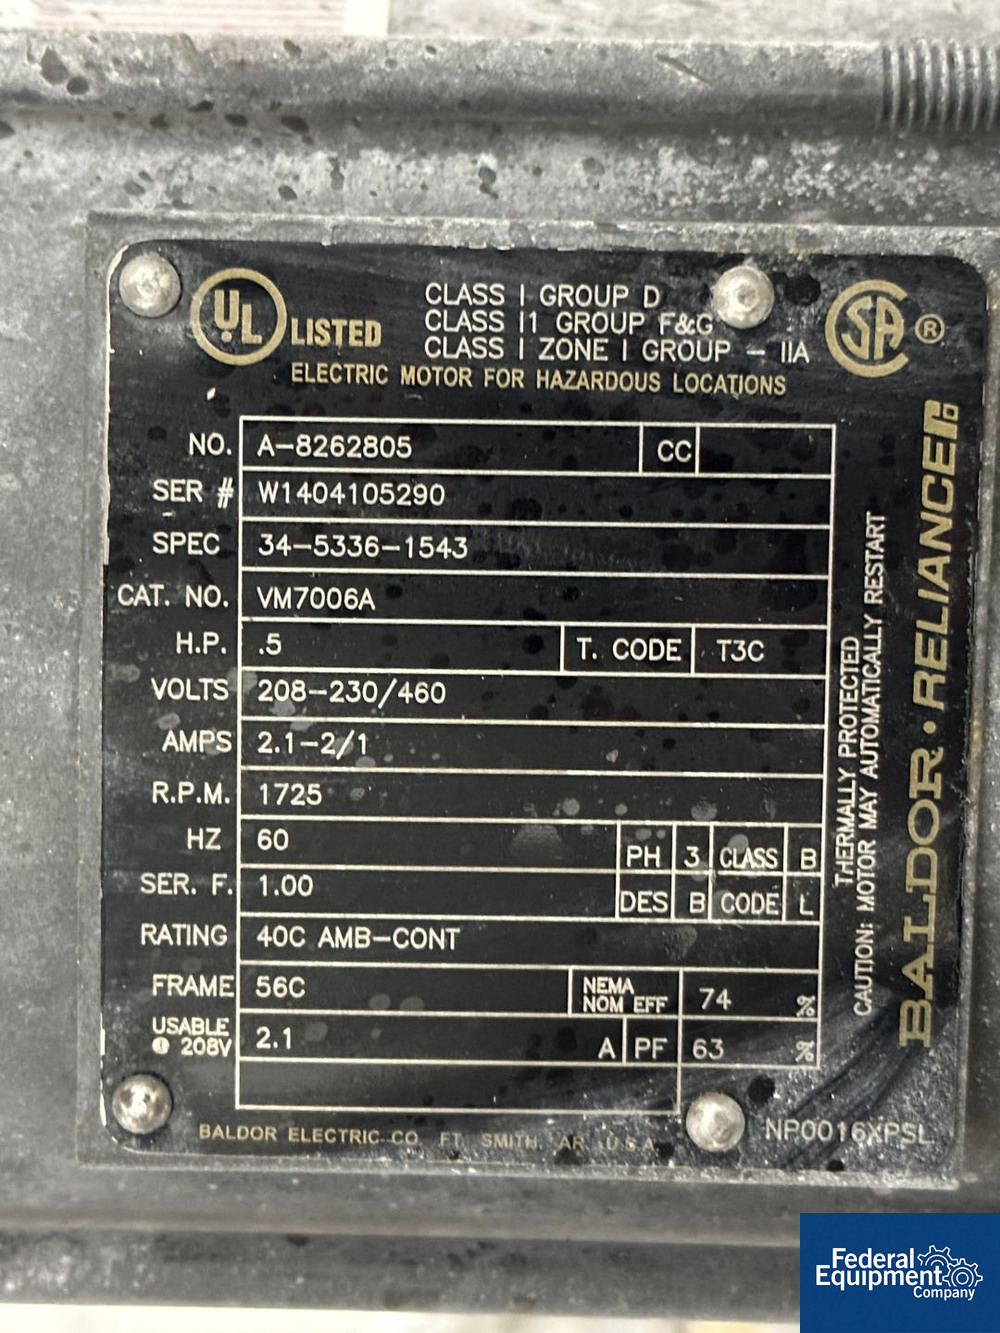 UL LISTED
CLASS I GROUP D
CLASS I1 GROUP F&G
CLASS I ZONE I GROUP - IIA
SA ®
ELECTRIC MOTOR FOR HAZARDOUS LOCATIONS
NO. A-8262805 CC
SER # W1404105290
SPEC 34-5336-1543
CAT. NO. VM7006A
H.P. .5 T. CODE T3C
VOLTS 208-230/460
AMPS 2.1-2/1
R.P.M. 1725
HZ 60 PH 3 CLASS B
SER. F. 1.00 DES B CODE L
RATING 40C AMB-CONT
FRAME 56C NEMA NOM EFF 74 %
USABLE @ 208V 2.1 A PF 63 %
BALDOR ELECTRIC CO. FT. SMITH, AR. U.S.A.
NP0016XPSL
THERMALLY PROTECTED
CAUTION: MOTOR MAY AUTOMATICALLY RESTART
BALDOR • RELIANCER
Federal
Equipment
Company